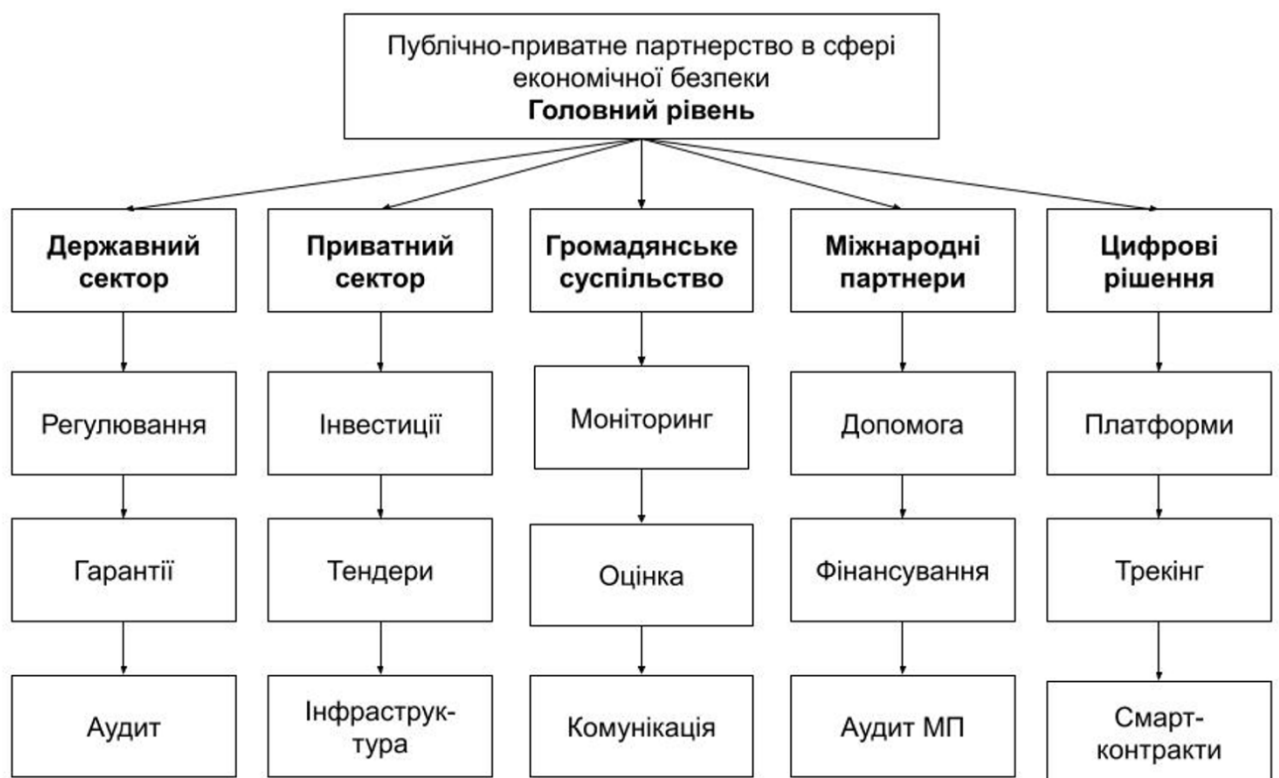 Публічно-приватне партнерство в сфері
економічної безпеки
Головний рівень
Державний
сектор
Приватний
сектор
Громадянське
суспільство
Міжнародні
партнери
Цифрові
рішення
Регулювання
Інвестиції
Моніторинг
Допомога
Платформи
Гарантії
Тендери
Оцінка
Фінансування
Трекінг
Аудит
Інфраструк-
тура
Комунікація
Аудит МП
Смарт-
контракти